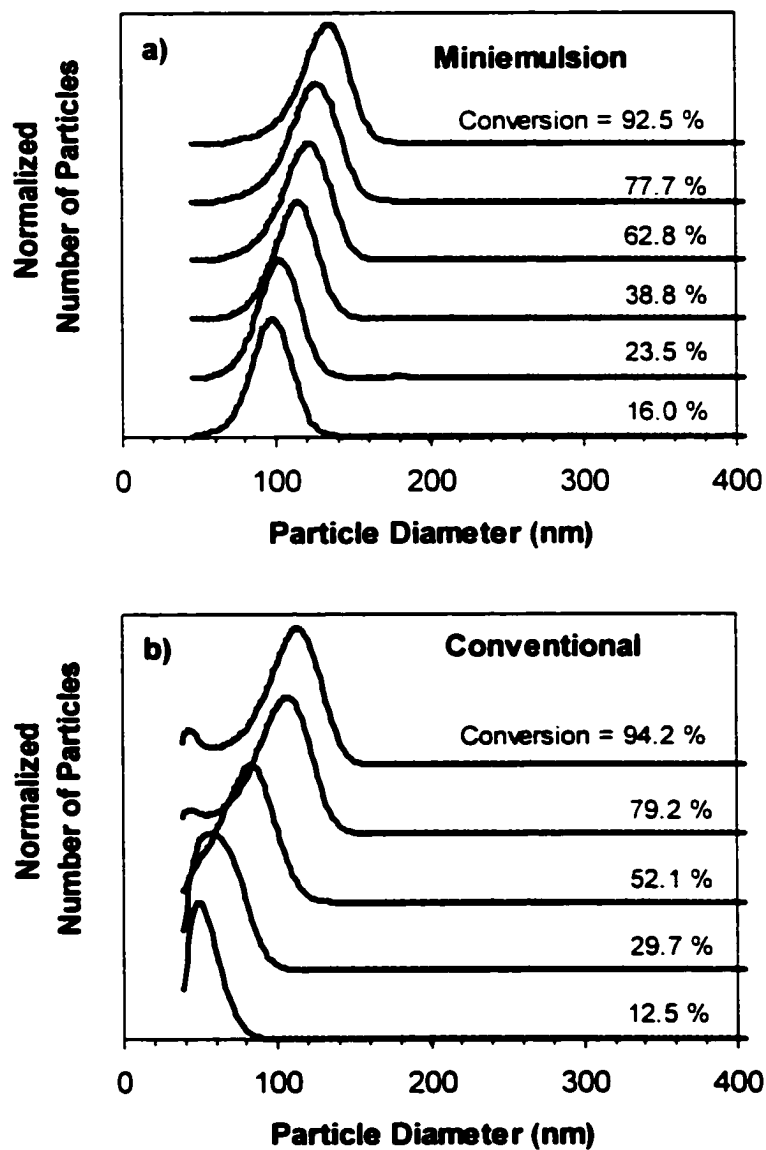 a)
Miniemulsion
Normalized
Number of Particles
Conversion = 92.5 %
77.7 %
62.8 %
38.8 %
23.5 %
16.0 %
0 100 200 300 400
Particle Diameter (nm)
b)
Conventional
Normalized
Number of Particles
Conversion = 94.2 %
79.2 %
52.1 %
29.7 %
12.5 %
0 100 200 300 400
Particle Diameter (nm)